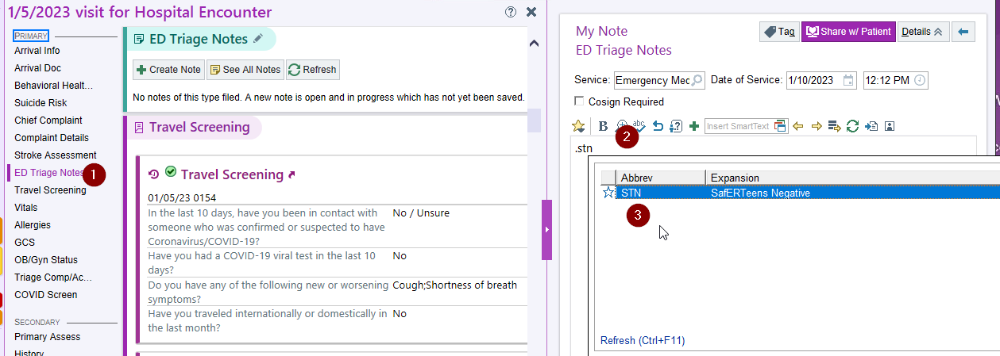 1/5/2023 visit for Hospital Encounter
PRIMARY
Arrival Info
Arrival Doc
Behavioral Healt...
Suicide Risk
Chief Complaint
Complaint Details
Stroke Assessment
ED Triage Notes
1
Travel Screening
Vitals
Allergies
GCS
OB/Gyn Status
Triage Comp/Ac...
COVID Screen
SECONDARY
Primary Assess
History
ED Triage Notes
Create Note
See All Notes
Refresh
No notes of this type filed. A new note is open and in progress which has not yet been saved.
Travel Screening
Travel Screening
01/05/23 0154
In the last 10 days, have you been in contact with No / Unsure
someone who was confirmed or suspected to have
Coronavirus/COVID-19?
Have you had a COVID-19 viral test in the last 10 No
days?
Do you have any of the following new or worsening Cough;Shortness of breath
symptoms?
Have you traveled internationally or domestically in No
the last month?
My Note
ED Triage Notes
Tag
Share w/ Patient
Details
Service: Emergency Med Date of Service: 1/10/2023 12:12 PM
Cosign Required
B
abc
Insert SmartText
2
.stn
Abbrev Expansion
STN SafERTeens Negative
3
Refresh (Ctrl+F11)